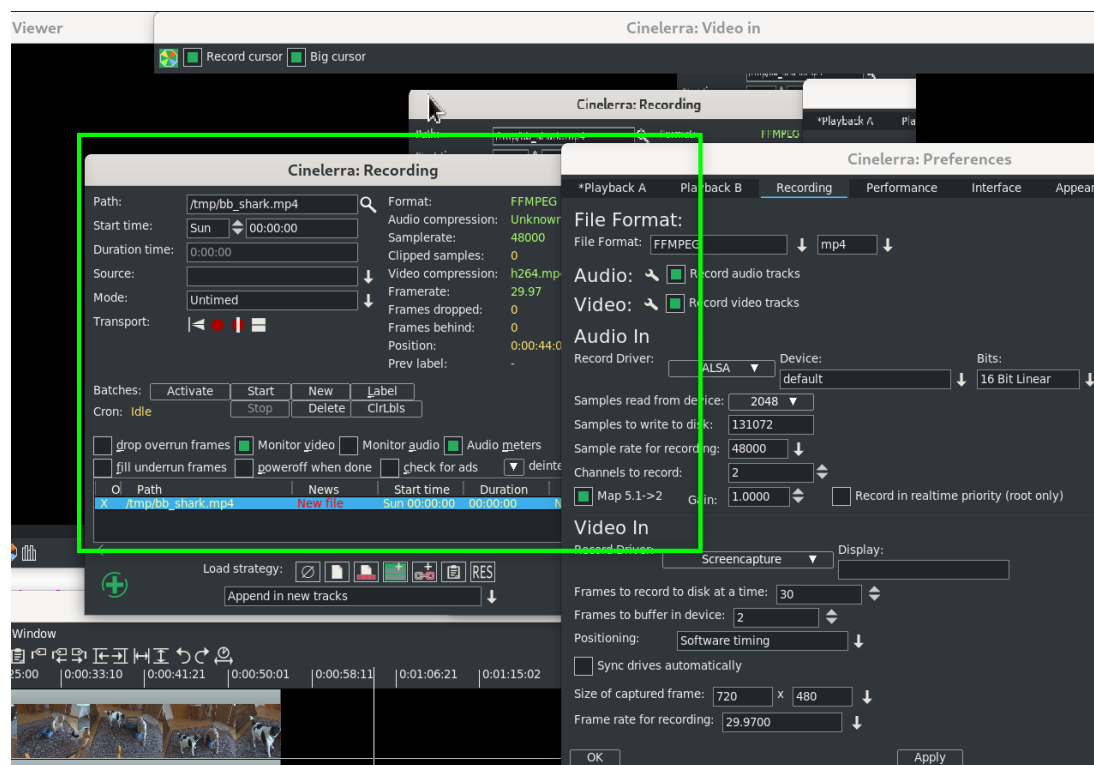 Viewer
Cinelerra: Video in
Record cursor Big cursor
Cinelerra: Recording
*Playback A Pla
Path: /tmp/bb_shark.mp4 Format: FFMPEG
Cinelerra: Recording
Path: /tmp/bb_shark.mp4
Start time: Sun 00:00:00
Duration time: 0:00:00
Source:
Mode: Untimed
Transport:
Format: FFMPEG
Audio compression: Unknown
Samplerate: 48000
Clipped samples: 0
Video compression: h264.mp
Framerate: 29.97
Frames dropped: 0
Frames behind: 0
Position: 0:00:44:0
Prev label: -
Batches: Activate Start New Label
Cron: Idle Stop Delete ClrLbls
drop overrun frames Monitor video Monitor audio Audio meters
fill underrun frames poweroff when done check for ads deinte
O Path News Start time Duration
X /tmp/bb_shark.mp4 New file Sun 00:00:00 00:00:00 N
Load strategy: RES
Append in new tracks
Cinelerra: Preferences
*Playback A Playback B Recording Performance Interface Appear
File Format:
File Format: FFMPEG mp4
Audio: Record audio tracks
Video: Record video tracks
Audio In
Record Driver: ALSA Device: Bits:
default 16 Bit Linear
Samples read from device: 2048
Samples to write to disk: 131072
Sample rate for recording: 48000
Channels to record: 2
Map 5.1->2 Gain: 1.0000 Record in realtime priority (root only)
Video In
Record Driver: Screencapture Display:
Frames to record to disk at a time: 30
Frames to buffer in device: 2
Positioning: Software timing
Sync drives automatically
Size of captured frame: 720 x 480
Frame rate for recording: 29.9700
OK Apply
Window
25:00 0:00:33:10 0:00:41:21 0:00:50:01 0:00:58:11 0:01:06:21 0:01:15:02